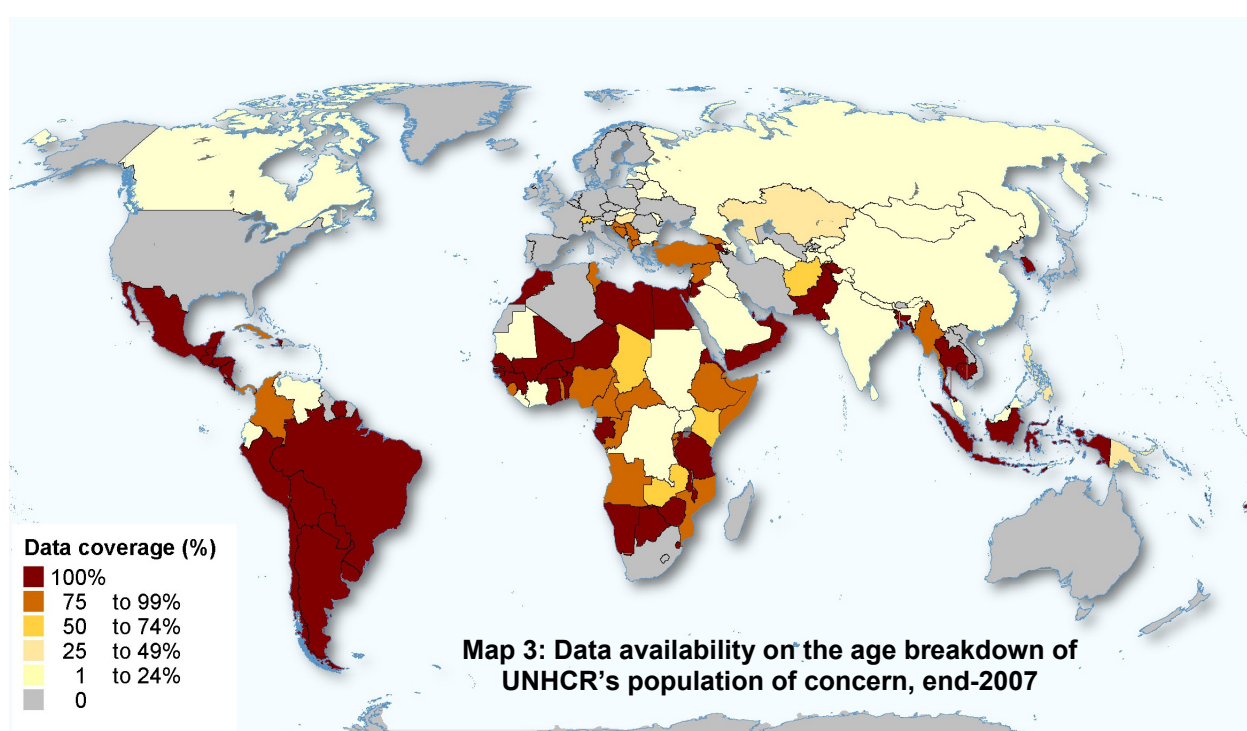 Data coverage (%)
100%
75 to 99%
50 to 74%
25 to 49%
1 to 24%
0
Map 3: Data availability on the age breakdown of
UNHCR's population of concern, end-2007